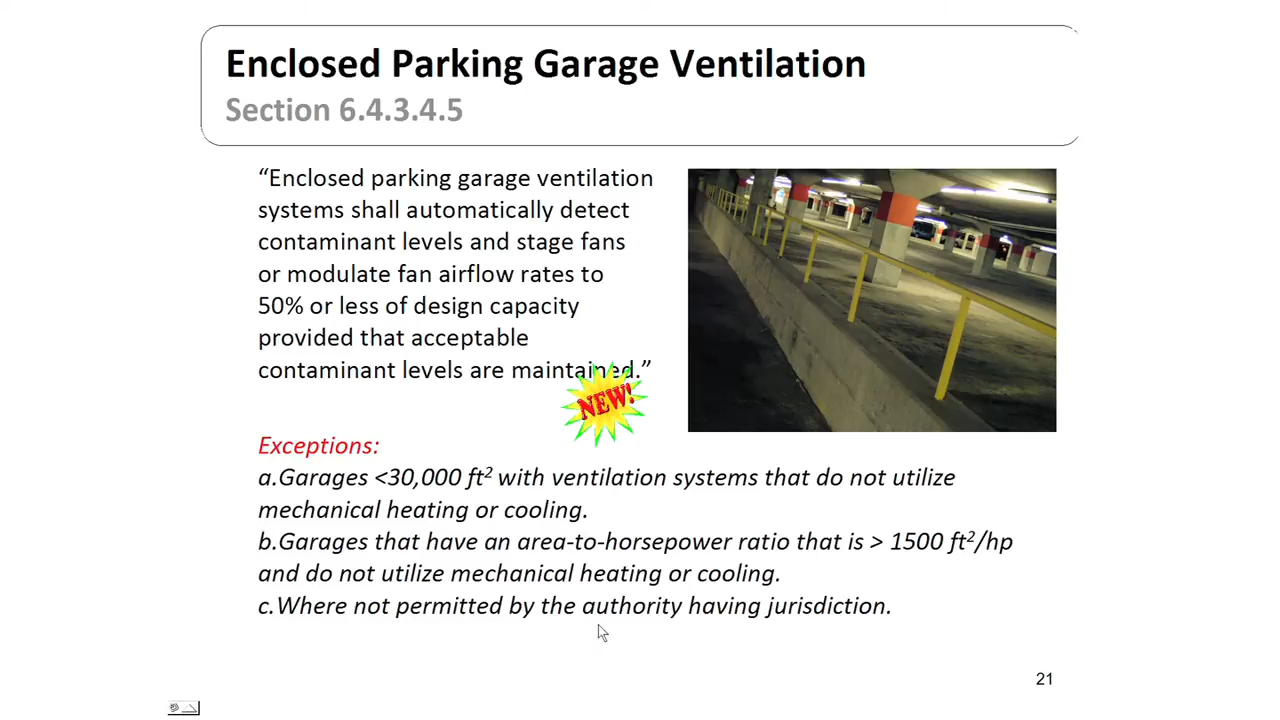 Enclosed Parking Garage Ventilation
Section 6.4.3.4.5
“Enclosed parking garage ventilation
systems shall automatically detect
contaminant levels and stage fans
or modulate fan airflow rates to
50% or less of design capacity
provided that acceptable
contaminant levels are maintained.”
NEW!
Exceptions:
a.Garages <30,000 ft² with ventilation systems that do not utilize
mechanical heating or cooling.
b.Garages that have an area-to-horsepower ratio that is > 1500 ft²/hp
and do not utilize mechanical heating or cooling.
c.Where not permitted by the authority having jurisdiction.
21